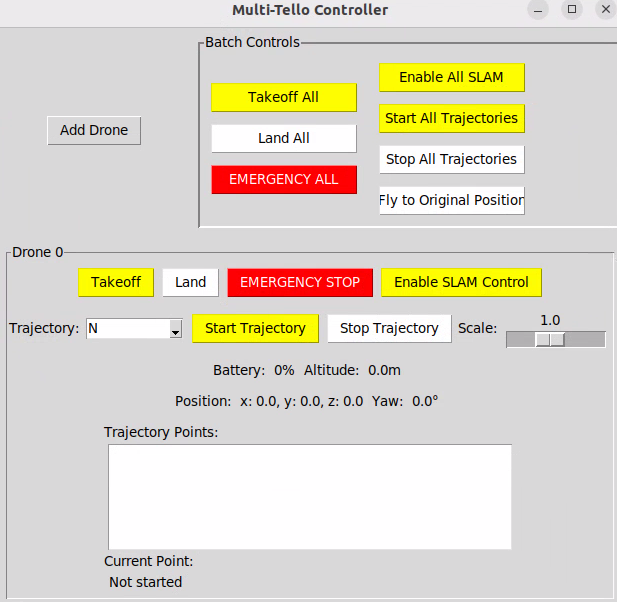 Multi-Tello Controller
Batch Controls
Add Drone
Takeoff All
Land All
EMERGENCY ALL
Enable All SLAM
Start All Trajectories
Stop All Trajectories
Fly to Original Position
Drone 0
Takeoff Land EMERGENCY STOP Enable SLAM Control
Trajectory: N Start Trajectory Stop Trajectory Scale: 1.0
Battery: 0% Altitude: 0.0m
Position: x: 0.0, y: 0.0, z: 0.0 Yaw: 0.0°
Trajectory Points:
Current Point:
Not started